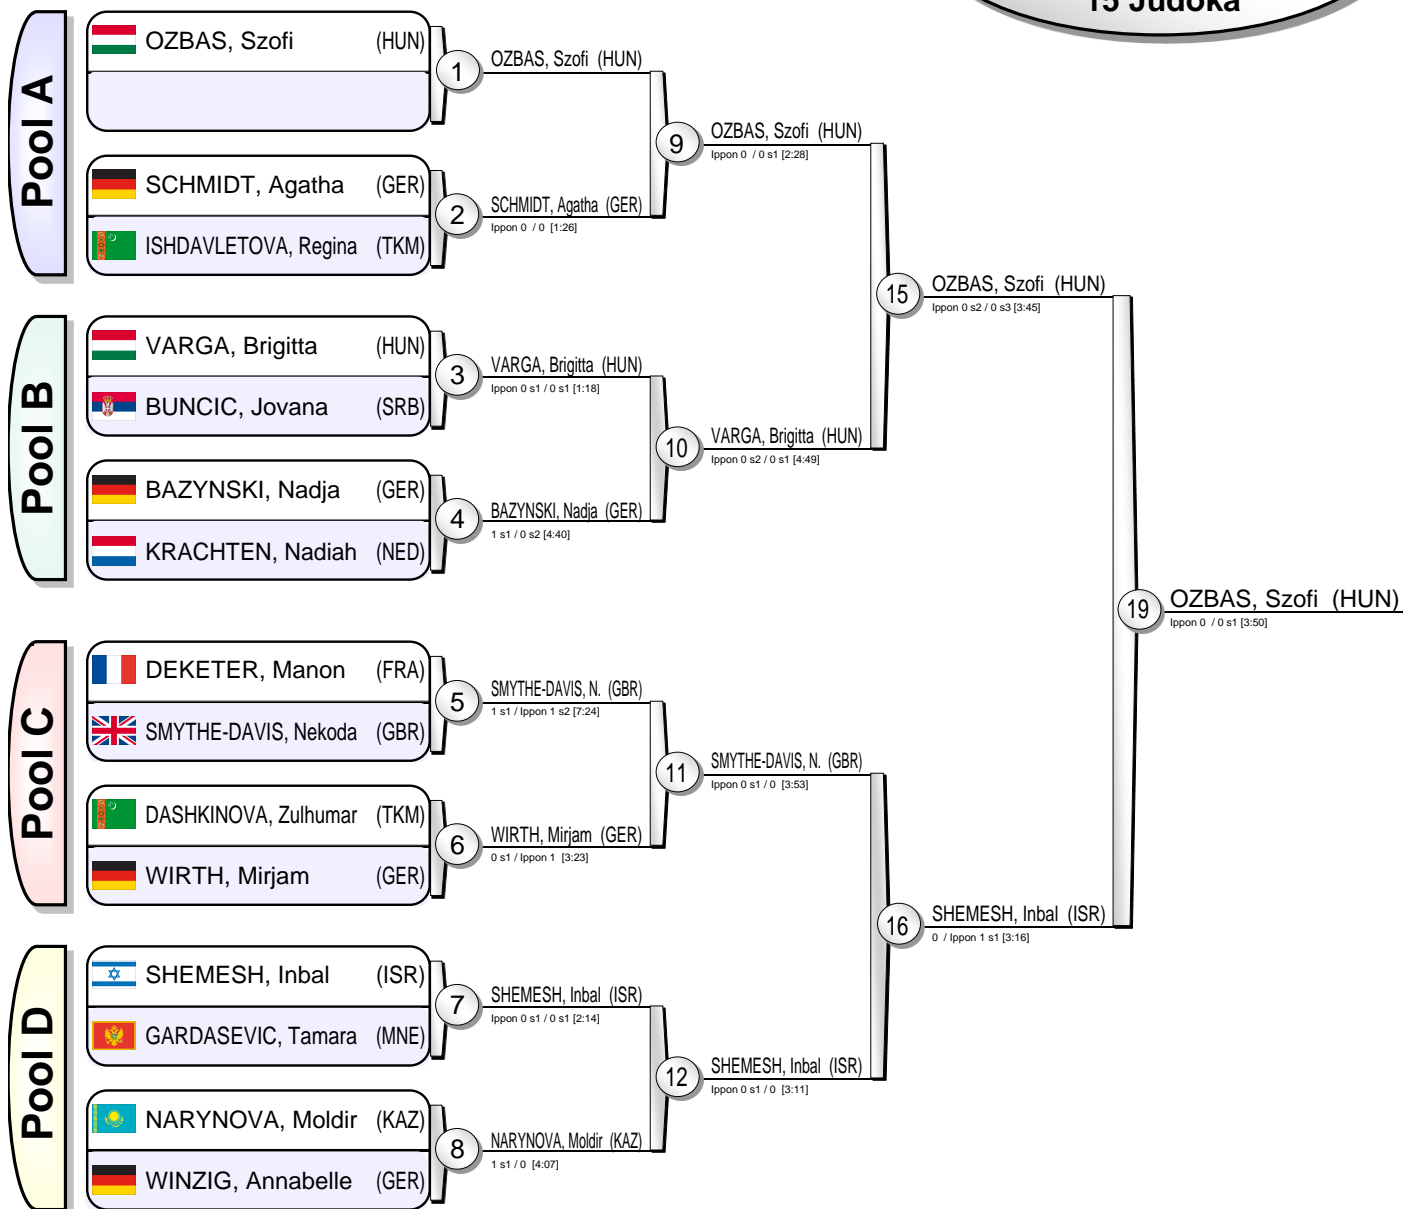 15 Judoka
Pool A
OZBAS, Szofi (HUN)
SCHMIDT, Agatha (GER)
ISHDAVLETOVA, Regina (TKM)
1
OZBAS, Szofi (HUN)
2
SCHMIDT, Agatha (GER)
Ippon 0 / 0 [1:26]
9
OZBAS, Szofi (HUN)
Ippon 0 / 0 s1 [2:28]
Pool B
VARGA, Brigitta (HUN)
BUNCIC, Jovana (SRB)
BAZYNSKI, Nadja (GER)
KRACHTEN, Nadiah (NED)
3
VARGA, Brigitta (HUN)
Ippon 0 s1 / 0 s1 [1:18]
4
BAZYNSKI, Nadja (GER)
1 s1 / 0 s2 [4:40]
10
VARGA, Brigitta (HUN)
Ippon 0 s2 / 0 s1 [4:49]
15
OZBAS, Szofi (HUN)
Ippon 0 s2 / 0 s3 [3:45]
Pool C
DEKETER, Manon (FRA)
SMYTHE-DAVIS, Nekoda (GBR)
DASHKINOVA, Zulhumar (TKM)
WIRTH, Mirjam (GER)
5
SMYTHE-DAVIS, N. (GBR)
1 s1 / Ippon 1 s2 [7:24]
6
WIRTH, Mirjam (GER)
0 s1 / Ippon 1 [3:23]
11
SMYTHE-DAVIS, N. (GBR)
Ippon 0 s1 / 0 [3:53]
Pool D
SHEMESH, Inbal (ISR)
GARDASEVIC, Tamara (MNE)
NARYNOVA, Moldir (KAZ)
WINZIG, Annabelle (GER)
7
SHEMESH, Inbal (ISR)
Ippon 0 s1 / 0 s1 [2:14]
8
NARYNOVA, Moldir (KAZ)
1 s1 / 0 [4:07]
12
SHEMESH, Inbal (ISR)
Ippon 0 s1 / 0 [3:11]
16
SHEMESH, Inbal (ISR)
0 / Ippon 1 s1 [3:16]
19
OZBAS, Szofi (HUN)
Ippon 0 / 0 s1 [3:50]